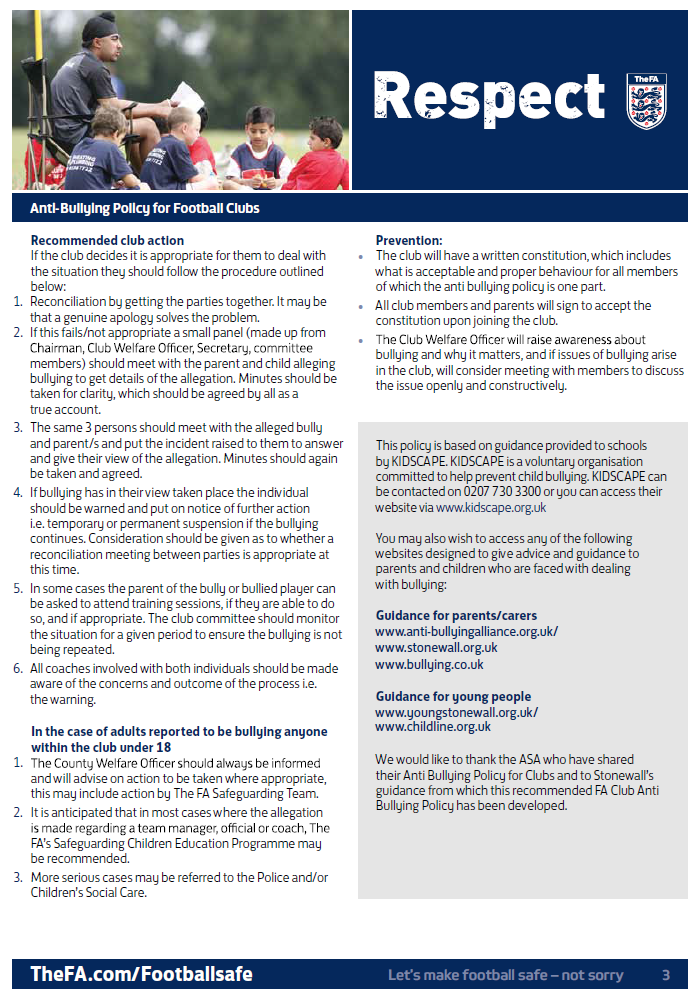 Respect
TheFA
Anti-Bullying Policy for Football Clubs
Recommended club action
If the club decides it is appropriate for them to deal with
the situation they should follow the procedure outlined
below:
1. Reconciliation by getting the parties together. It may be
that a genuine apology solves the problem.
2. If this fails/not appropriate a small panel (made up from
Chairman, Club Welfare Officer, Secretary, committee
members) should meet with the parent and child alleging
bullying to get details of the allegation. Minutes should be
taken for clarity, which should be agreed by all as a
true account.
3. The same 3 persons should meet with the alleged bully
and parent/s and put the incident raised to them to answer
and give their view of the allegation. Minutes should again
be taken and agreed.
4. If bullying has in their view taken place the individual
should be warned and put on notice of further action
i.e. temporary or permanent suspension if the bullying
continues. Consideration should be given as to whether a
reconciliation meeting between parties is appropriate at
this time.
5. In some cases the parent of the bully or bullied player can
be asked to attend training sessions, if they are able to do
so, and if appropriate. The club committee should monitor
the situation for a given period to ensure the bullying is not
being repeated.
6. All coaches involved with both individuals should be made
aware of the concerns and outcome of the process i.e.
the warning.
In the case of adults reported to be bullying anyone
within the club under 18
1. The County Welfare Officer should always be informed
and will advise on action to be taken where appropriate,
this may include action by The FA Safeguarding Team.
2. It is anticipated that in most cases where the allegation
is made regarding a team manager, official or coach, The
FA's Safeguarding Children Education Programme may
be recommended.
3. More serious cases may be referred to the Police and/or
Children's Social Care.
Prevention:
• The club will have a written constitution, which includes
what is acceptable and proper behaviour for all members
of which the anti bullying policy is one part.
• All club members and parents will sign to accept the
constitution upon joining the club.
• The Club Welfare Officer will raise awareness about
bullying and why it matters, and if issues of bullying arise
in the club, will consider meeting with members to discuss
the issue openly and constructively.
This policy is based on guidance provided to schools
by KIDSCAPE. KIDSCAPE is a voluntary organisation
committed to help prevent child bullying. KIDSCAPE can
be contacted on 0207 730 3300 or you can access their
website via www.kidscape.org.uk
You may also wish to access any of the following
websites designed to give advice and guidance to
parents and children who are faced with dealing
with bullying:
Guidance for parents/carers
www.anti-bullyingalliance.org.uk/
www.stonewall.org.uk
www.bullying.co.uk
Guidance for young people
www.youngstonewall.org.uk/
www.childline.org.uk
We would like to thank the ASA who have shared
their Anti Bullying Policy for Clubs and to Stonewall's
guidance from which this recommended FA Club Anti
Bullying Policy has been developed.
TheFA.com/Footballsafe
Let's make football safe – not sorry 3